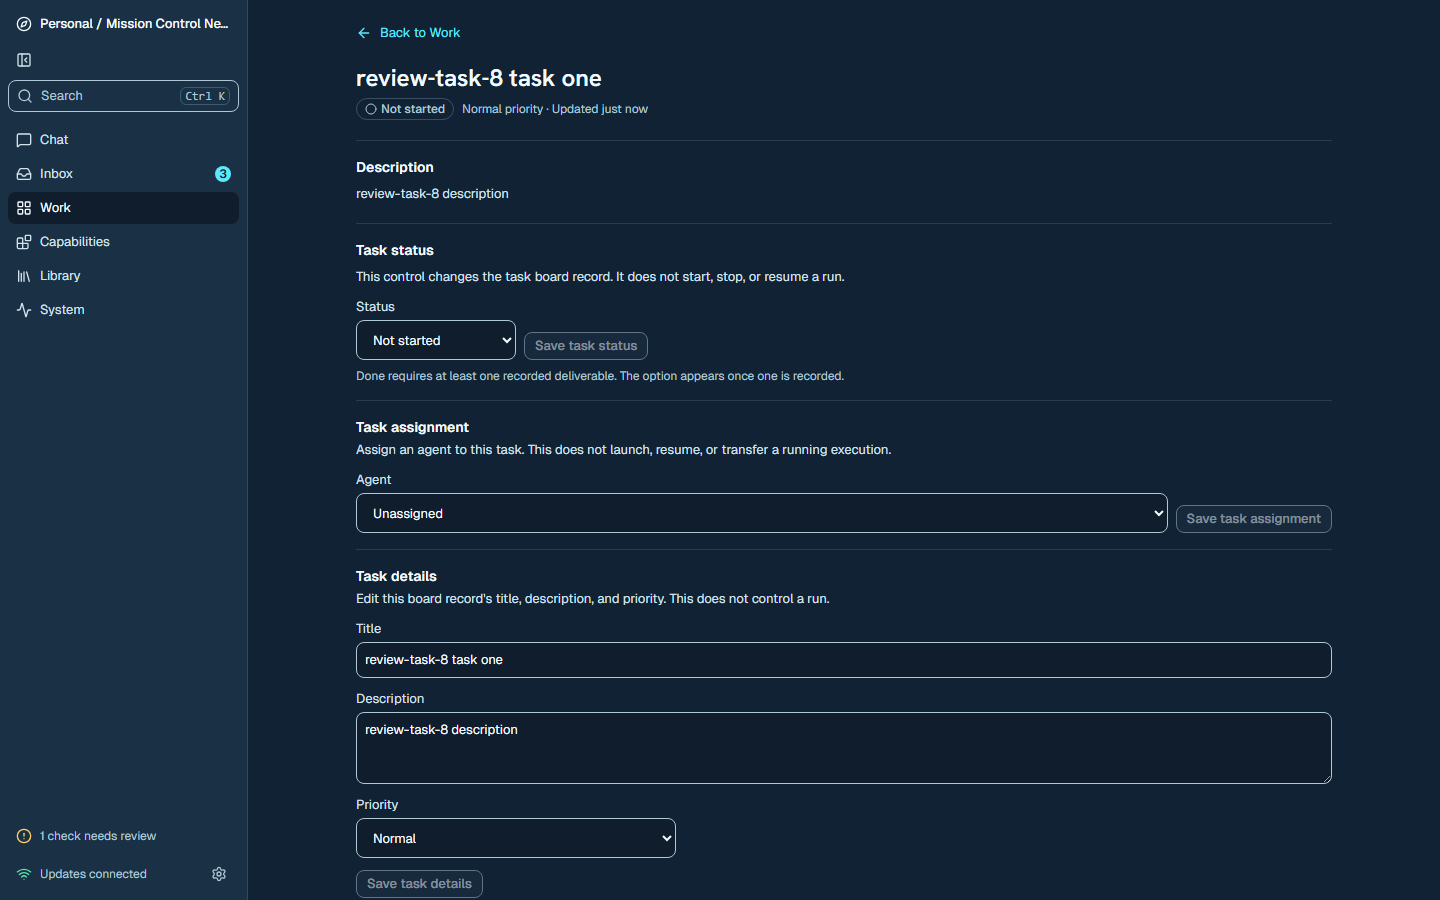 Personal / Mission Control Ne...
Search Ctrl K
Chat
Inbox 3
Work
Capabilities
Library
System
1 check needs review
Updates connected
Back to Work
review-task-8 task one
Not started Normal priority · Updated just now
Description
review-task-8 description
Task status
This control changes the task board record. It does not start, stop, or resume a run.
Status
Not started Save task status
Done requires at least one recorded deliverable. The option appears once one is recorded.
Task assignment
Assign an agent to this task. This does not launch, resume, or transfer a running execution.
Agent
Unassigned Save task assignment
Task details
Edit this board record's title, description, and priority. This does not control a run.
Title
review-task-8 task one
Description
review-task-8 description
Priority
Normal
Save task details